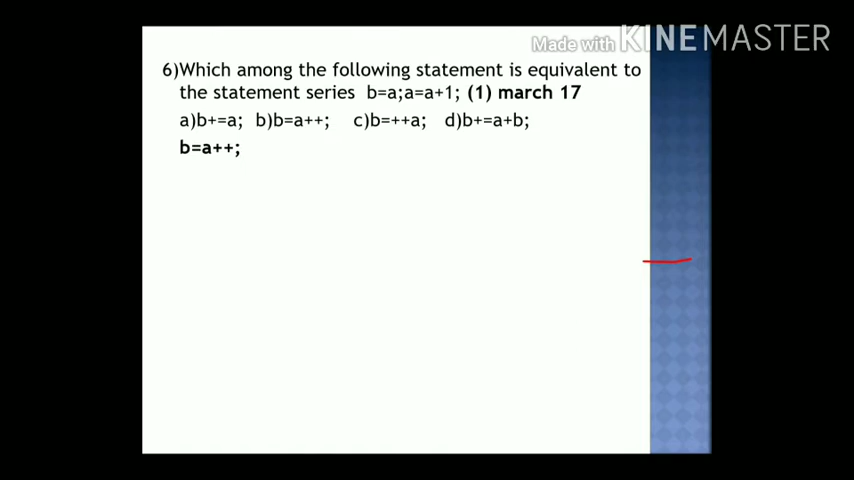 Made with KINEMASTER
6)Which among the following statement is equivalent to
the statement series b=a;a=a+1; (1) march 17
a)b+=a; b)b=a++; c)b=++a; d)b+=a+b;
b=a++;